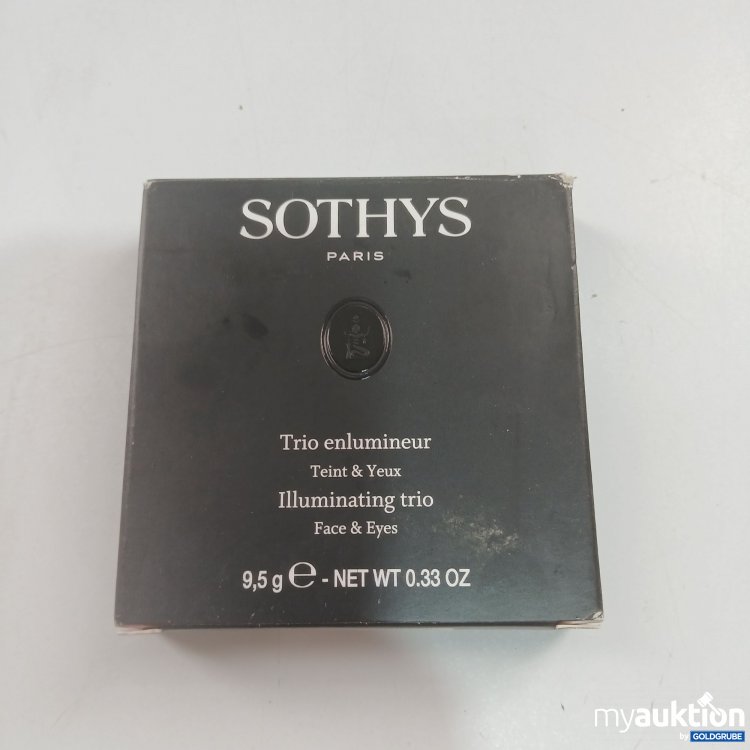 SOTHYS
PARIS
Trio enlumineur
Teint & Yeux
Illuminating trio
Face & Eyes
9,5 g ℮ - NET WT 0.33 OZ
myauktion
by GOLDGRUBE